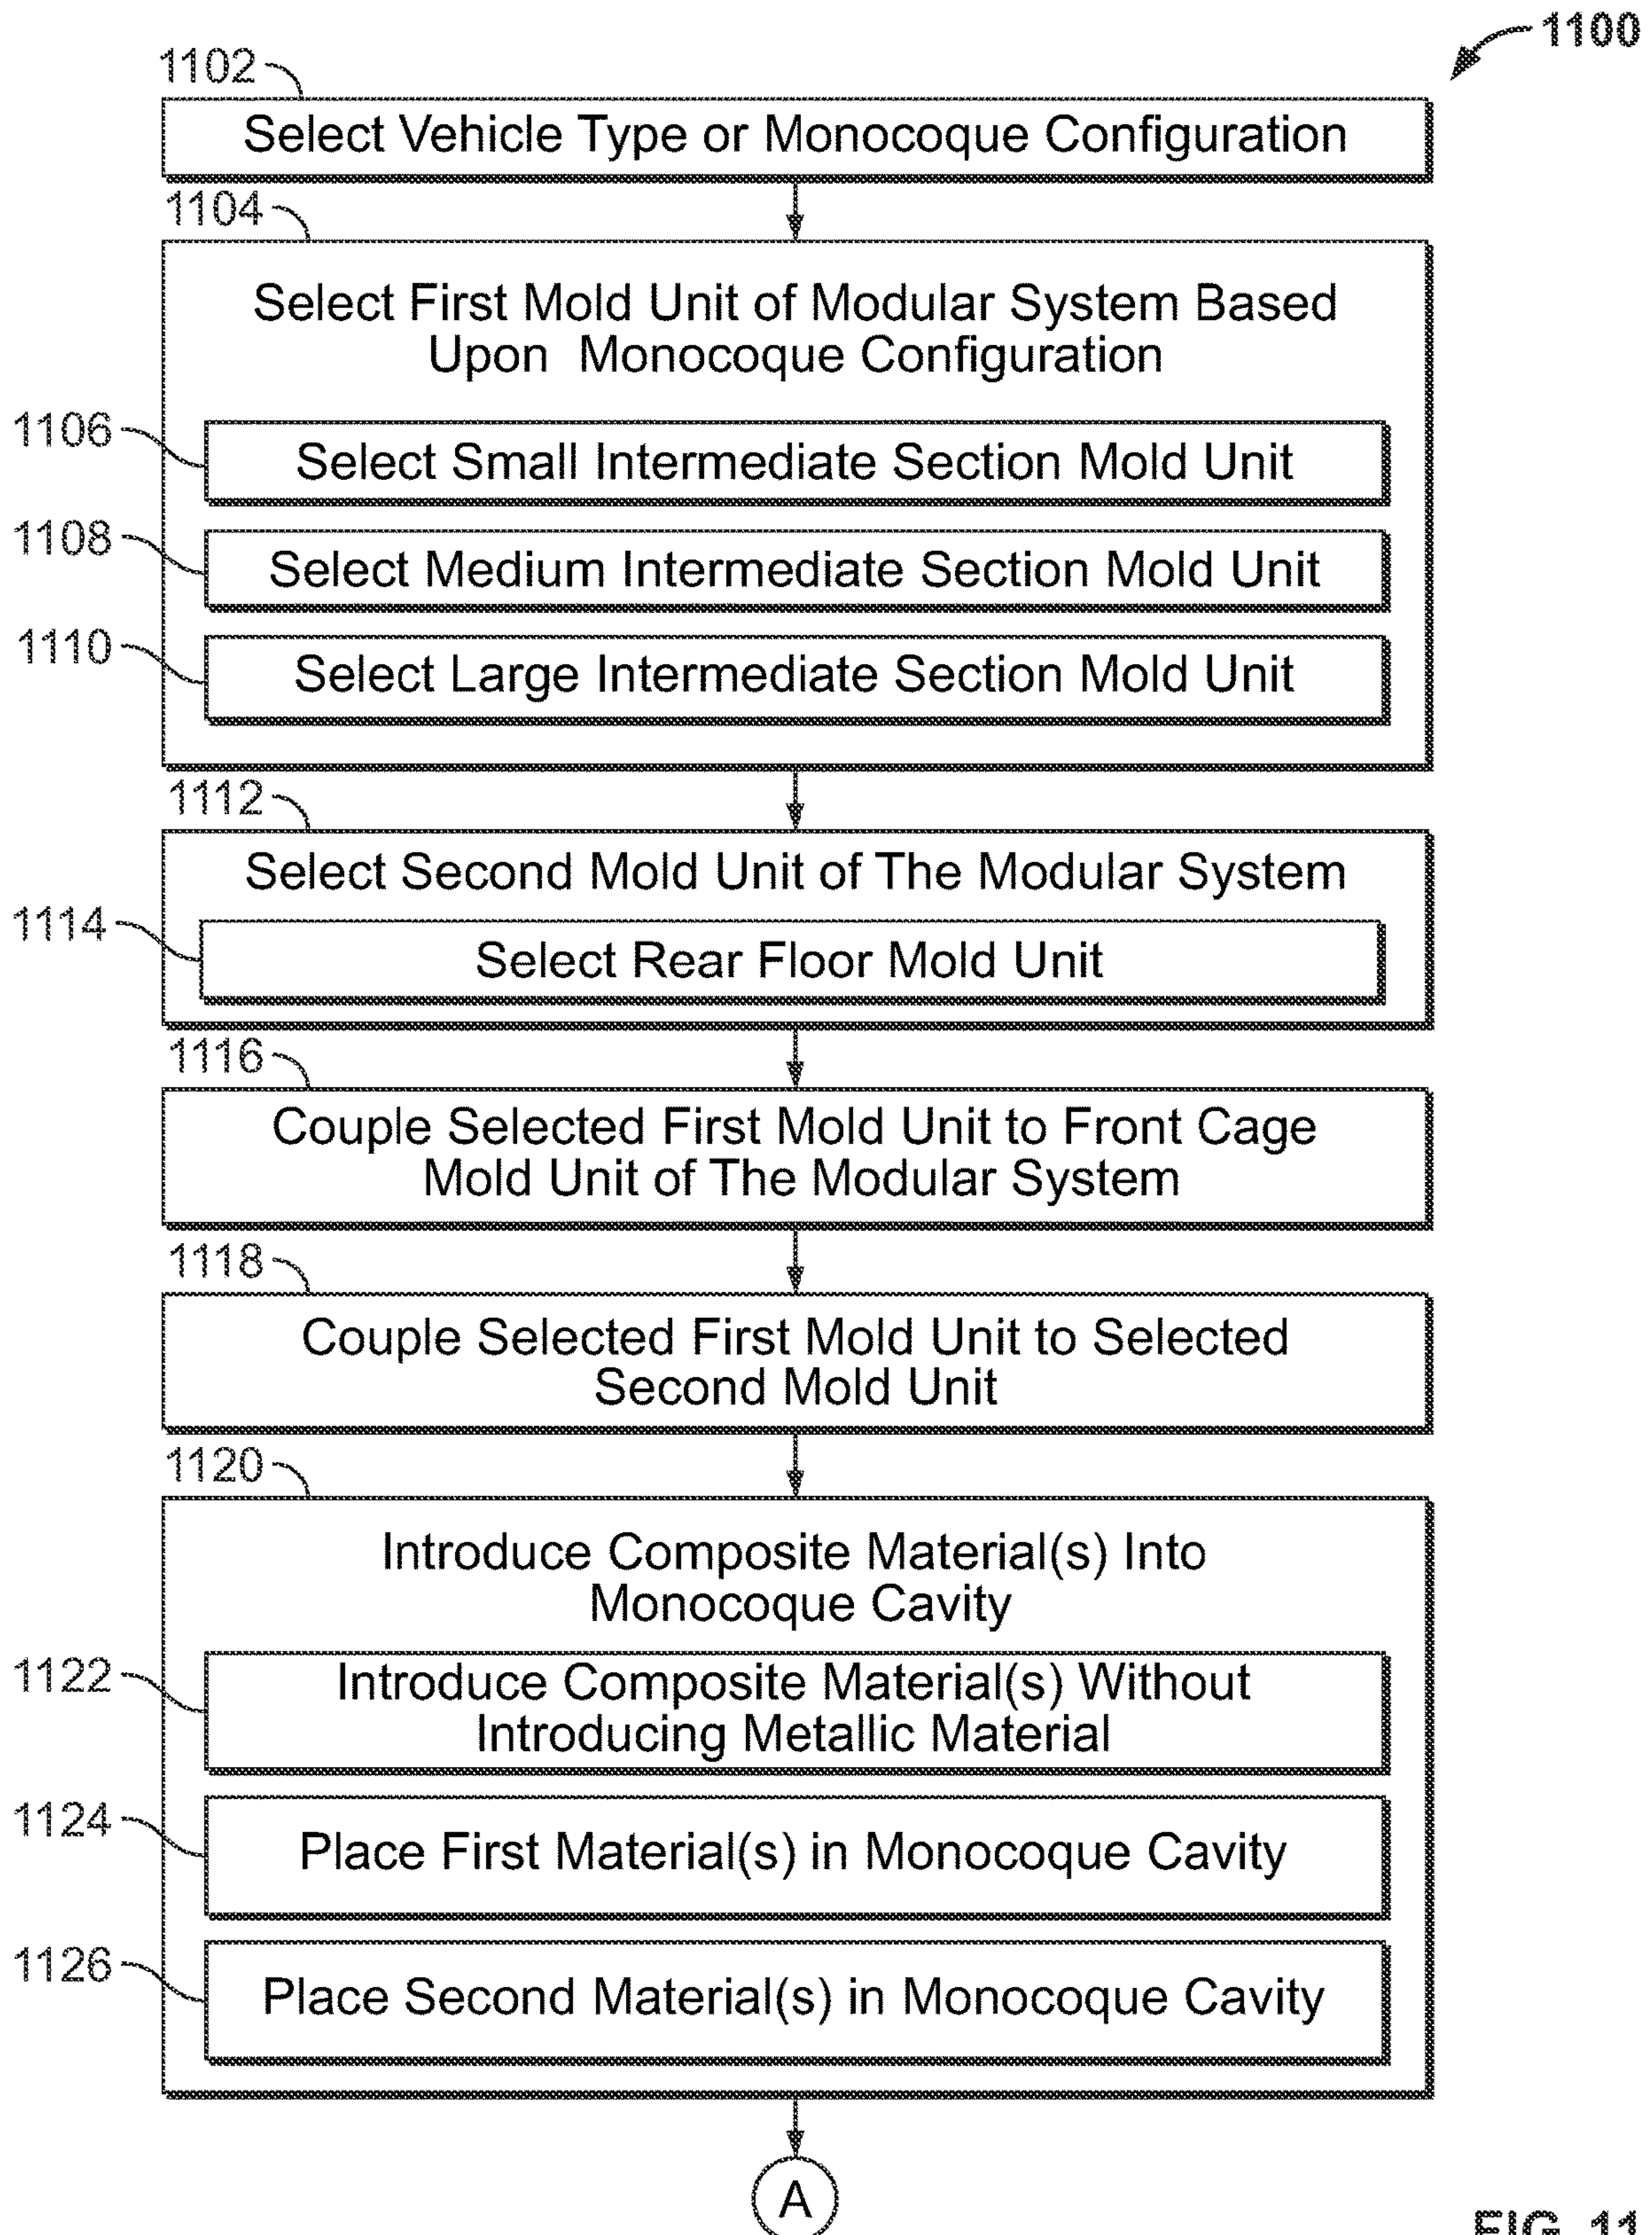 1100
1102
Select Vehicle Type or Monocoque Configuration
1104
Select First Mold Unit of Modular System Based
Upon Monocoque Configuration
1106
Select Small Intermediate Section Mold Unit
1108
Select Medium Intermediate Section Mold Unit
1110
Select Large Intermediate Section Mold Unit
1112
Select Second Mold Unit of The Modular System
1114
Select Rear Floor Mold Unit
1116
Couple Selected First Mold Unit to Front Cage
Mold Unit of The Modular System
1118
Couple Selected First Mold Unit to Selected
Second Mold Unit
1120
Introduce Composite Material(s) Into
Monocoque Cavity
1122
Introduce Composite Material(s) Without
Introducing Metallic Material
1124
Place First Material(s) in Monocoque Cavity
1126
Place Second Material(s) in Monocoque Cavity
A
FIG. 11